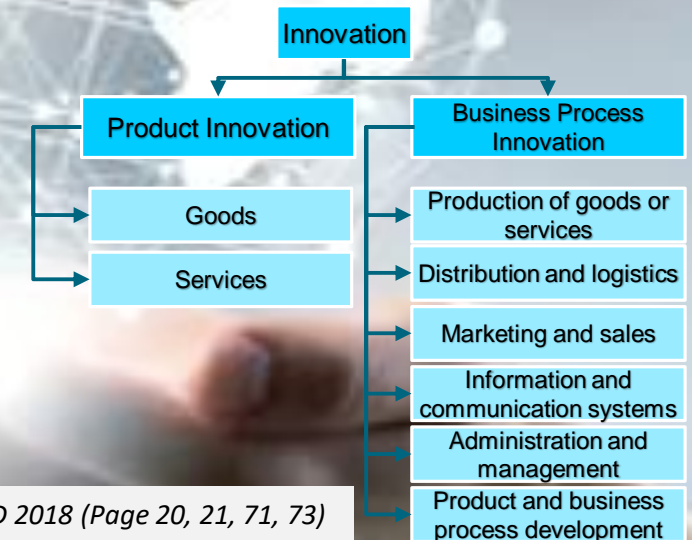 Innovation
Product Innovation
Goods
Services
Business Process
Innovation
Production of goods or
services
Distribution and logistics
Marketing and sales
Information and
communication systems
Administration and
management
Product and business
process development
2018 (Page 20, 21, 71, 73)